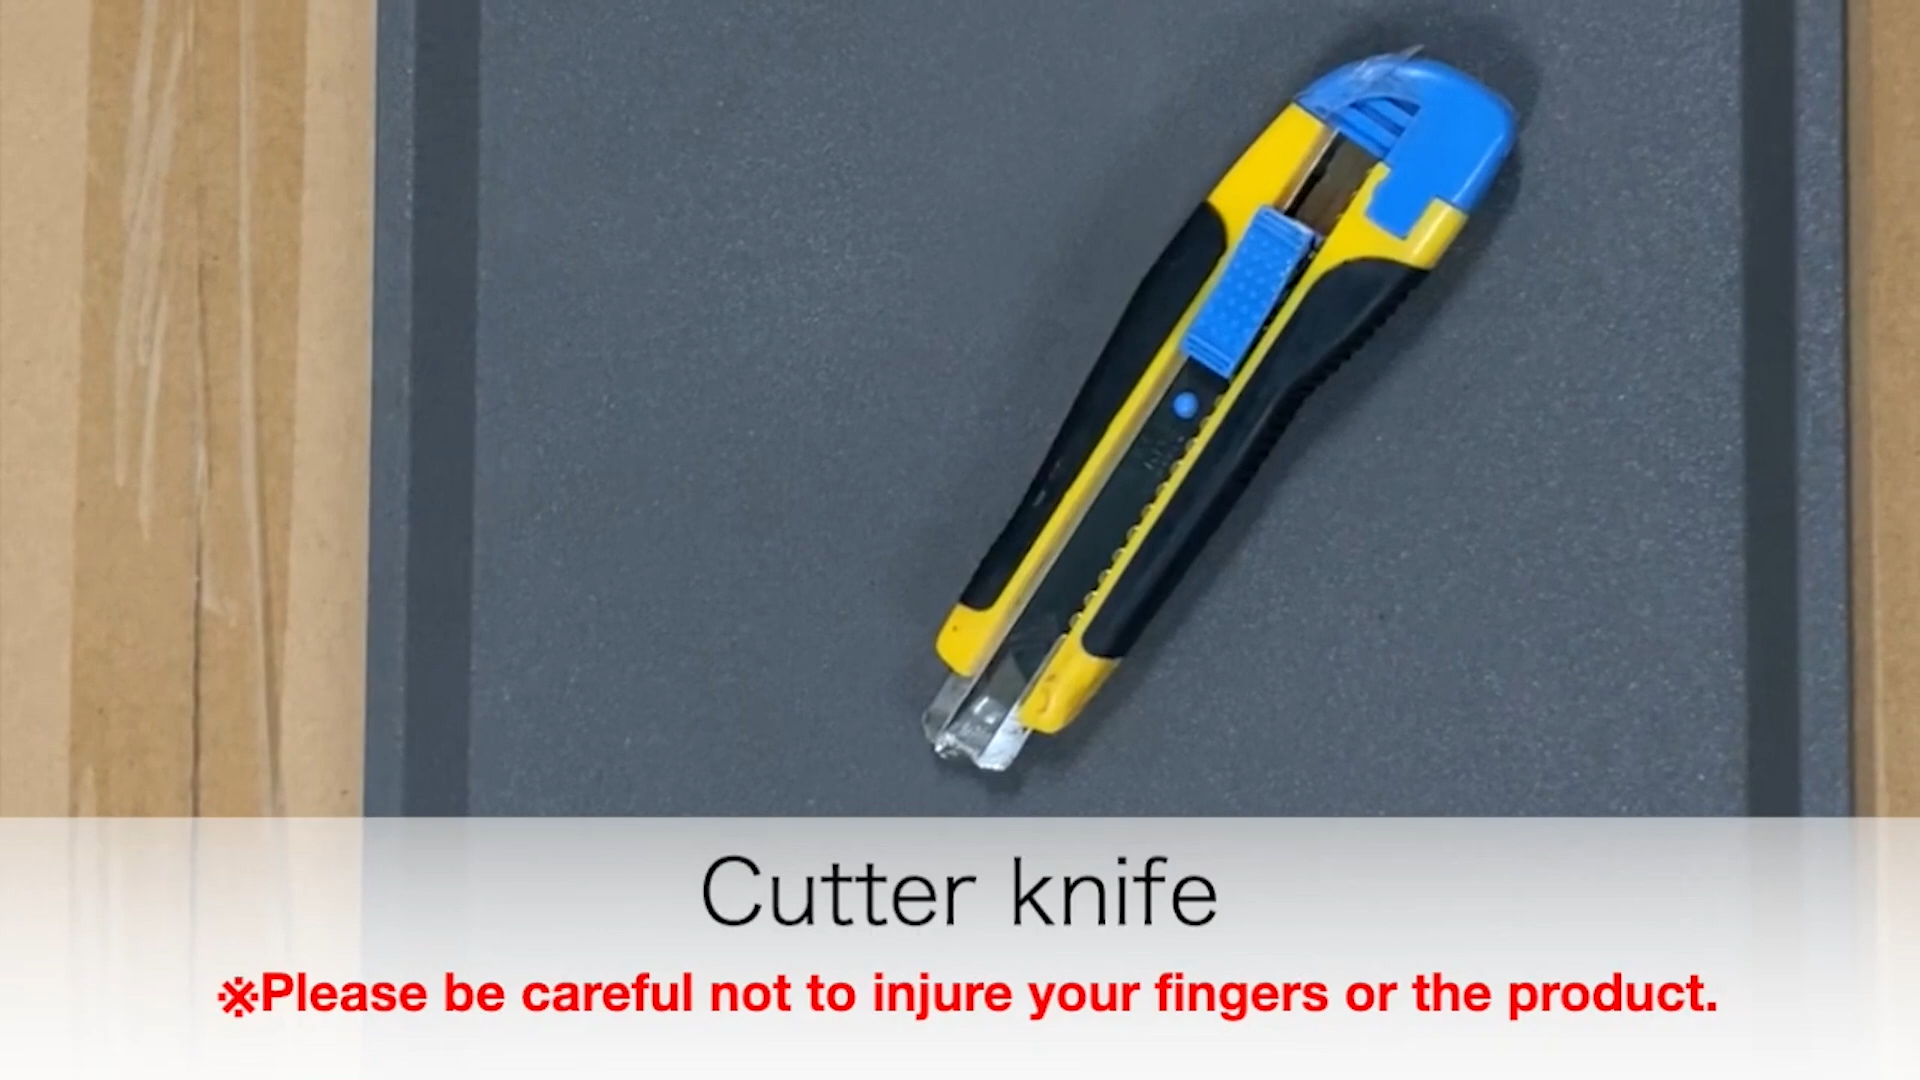 Cutter knife
※Please be careful not to injure your fingers or the product.